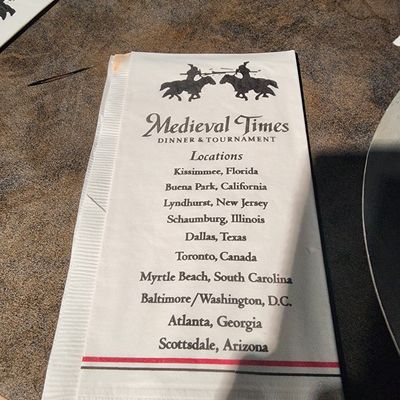 Medieval Times
DINNER & TOURNAMENT
Locations
Kissimmee, Florida
Buena Park, California
Lyndhurst, New Jersey
Schaumburg, Illinois
Dallas, Texas
Toronto, Canada
Myrtle Beach, South Carolina
Baltimore/Washington, D.C.
Atlanta, Georgia
Scottsdale, Arizona